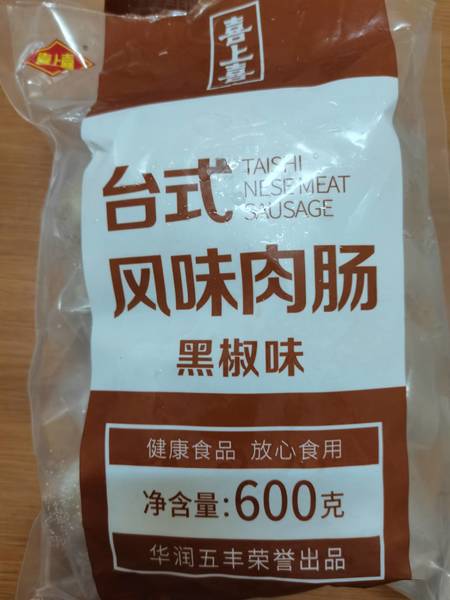 喜上喜
喜上喜
台式
TAISHI
NESE MEAT
SAUSAGE
风味肉肠
黑椒味
健康食品 放心食用
净含量:600克
华润五丰荣誉出品